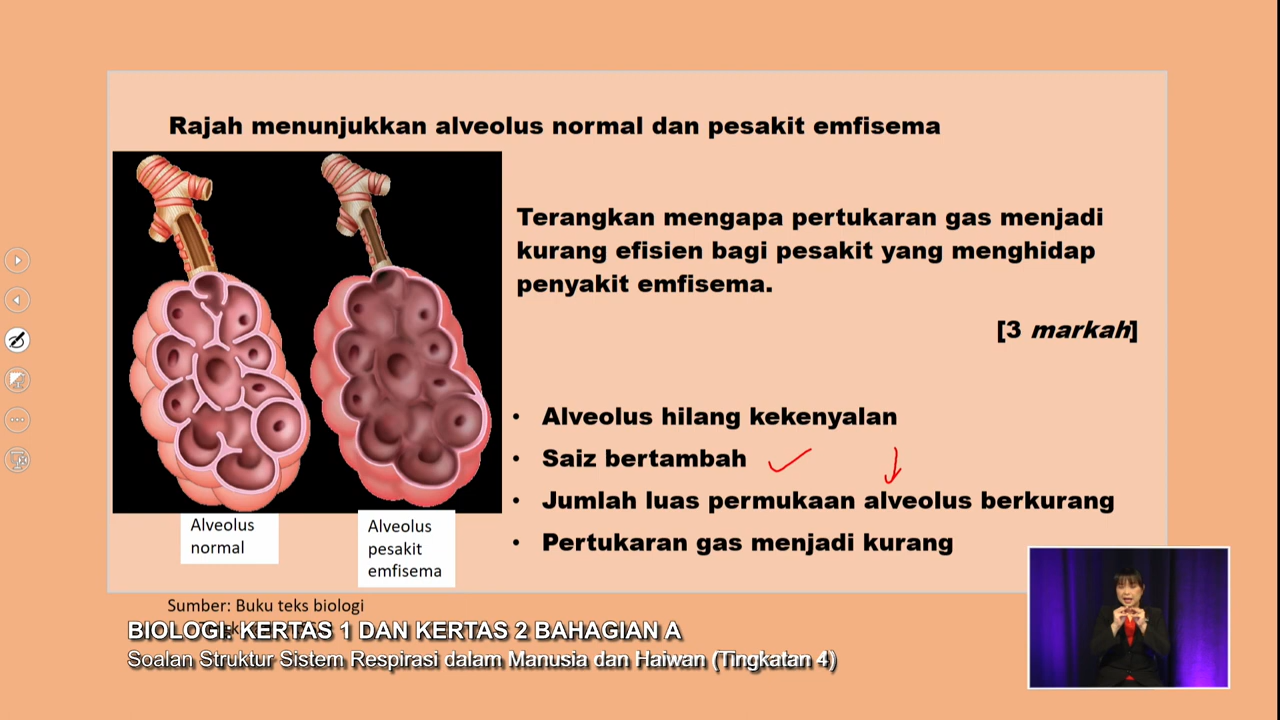 Rajah menunjukkan alveolus normal dan pesakit emfisema
Terangkan mengapa pertukaran gas menjadi
kurang efisien bagi pesakit yang menghidap
penyakit emfisema.
[3 markah]
• Alveolus hilang kekenyalan
• Saiz bertambah
• Jumlah luas permukaan alveolus berkurang
• Pertukaran gas menjadi kurang
Alveolus
normal
Alveolus
pesakit
emfisema
Sumber: Buku teks biologi
BIOLOGI: KERTAS 1 DAN KERTAS 2 BAHAGIAN A
Soalan Struktur Sistem Respirasi dalam Manusia dan Haiwan (Tingkatan 4)